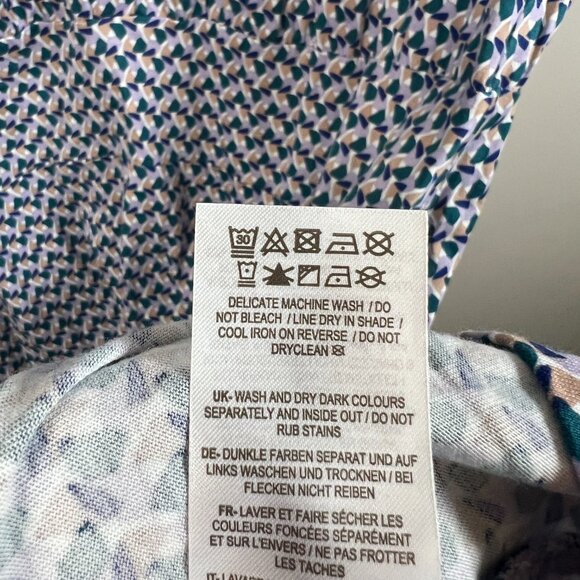 30
DELICATE MACHINE WASH / DO
NOT BLEACH / LINE DRY IN SHADE /
COOL IRON ON REVERSE / DO NOT
DRYCLEAN
UK- WASH AND DRY DARK COLOURS
SEPARATELY AND INSIDE OUT / DO NOT
RUB STAINS
DE- DUNKLE FARBEN SEPARAT UND AUF
LINKS WASCHEN UND TROCKNEN / BEI
FLECKEN NICHT REIBEN
FR- LAVER ET FAIRE SÉCHER LES
COULEURS FONCÉES SÉPARÉMENT
ET SUR L'ENVERS / NE PAS FROTTER
LES TÂCHES